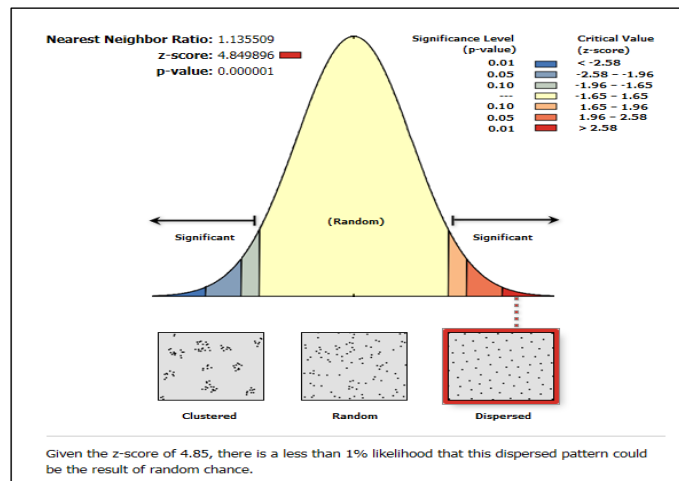 Nearest Neighbor Ratio: 1.135509
z-score: 4.849896
p-value: 0.000001
Significance Level (p-value)
Critical Value (z-score)
0.01 < -2.58
0.05 -2.58 – -1.96
0.10 -1.96 – -1.65
--- -1.65 – 1.65
0.10 1.65 – 1.96
0.05 1.96 – 2.58
0.01 > 2.58
Significant
(Random)
Significant
Clustered
Random
Dispersed
Given the z-score of 4.85, there is a less than 1% likelihood that this dispersed pattern could
be the result of random chance.